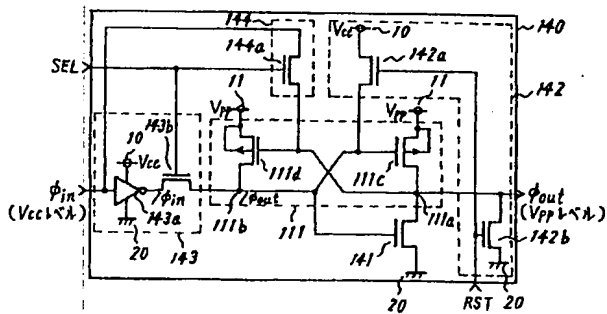 144
144a
Vcc
10
142a
140
142
SEL
11
Vpp
143b
11
Vpp
10
Vcc
111d
111c
φin
(Vccレベル)
143a
φin
20
143
111b
φout
111
141
111a
20
φout
(Vppレベル)
142b
RST
20